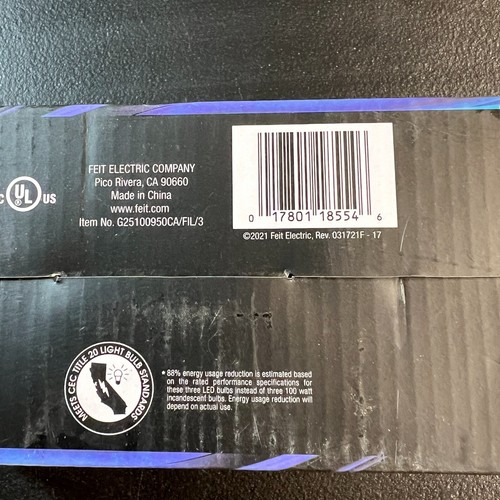 FEIT ELECTRIC COMPANY
Pico Rivera, CA 90660
Made in China
www.feit.com
Item No. G25100950CA/FIL/3
C UL ® US
0 17801 18554 6
©2021 Feit Electric, Rev. 031721F - 17
MEETS CEC TITLE 20 LIGHT BULB STANDARDS
* 88% energy usage reduction is estimated based
on the rated performance specifications for
these three LED bulbs instead of three 100 watt
incandescent bulbs. Energy usage reduction will
depend on actual use.